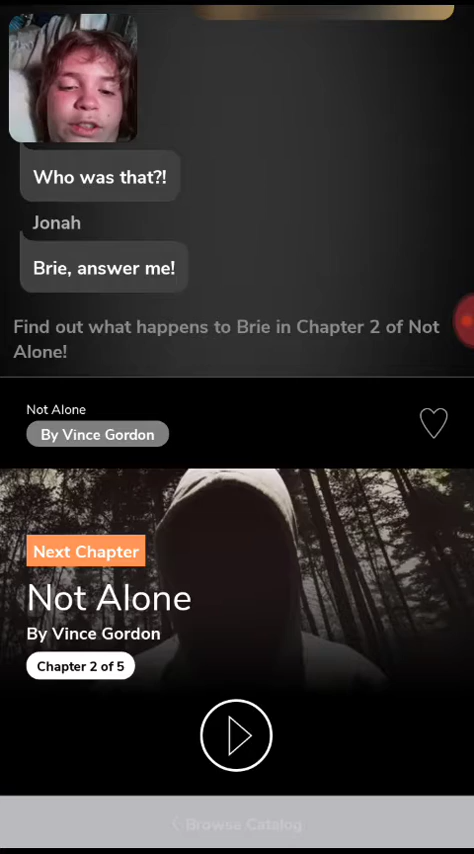 Who was that?!
Jonah
Brie, answer me!
Find out what happens to Brie in Chapter 2 of Not
Alone!
Not Alone
By Vince Gordon
Next Chapter
Not Alone
By Vince Gordon
Chapter 2 of 5
Browse Catalog